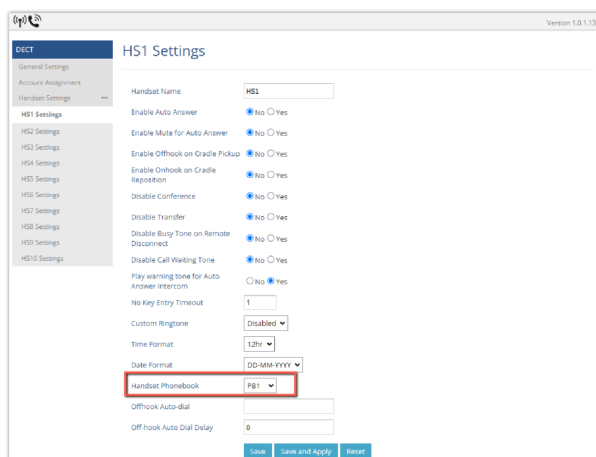 Version 1.0.1.13
DECT
General Settings
Account Assignment
Handset Settings
HS1 Settings
HS2 Settings
HS3 Settings
HS4 Settings
HS5 Settings
HS6 Settings
HS7 Settings
HS8 Settings
HS9 Settings
HS10 Settings
HS1 Settings
Handset Name HS1
Enable Auto Answer No Yes
Enable Mute for Auto Answer No Yes
Enable Offhook on Cradle Pickup No Yes
Enable Onhook on Cradle
Reposition No Yes
Disable Conference No Yes
Disable Transfer No Yes
Disable Busy Tone on Remote
Disconnect No Yes
Disable Call Waiting Tone No Yes
Play warning tone for Auto
Answer Intercom No Yes
No Key Entry Timeout 1
Custom Ringtone Disabled
Time Format 12hr
Date Format DD-MM-YYYY
Handset Phonebook PB1
Offhook Auto-dial
Off-hook Auto Dial Delay 0
Save Save and Apply Reset